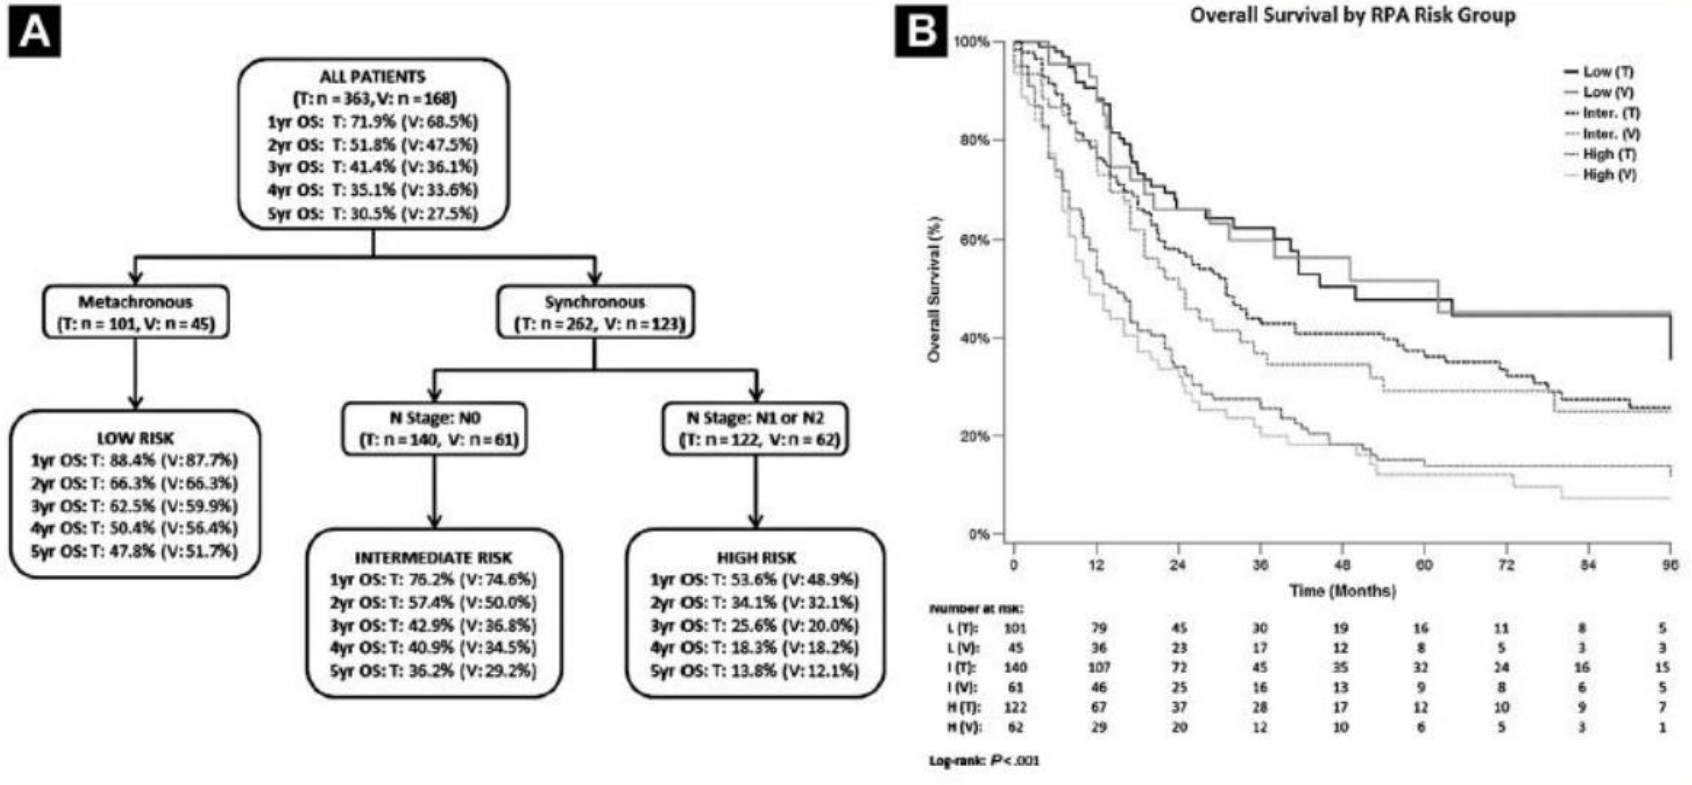 A
ALL PATIENTS
(T: n = 363, V: n = 168)
1yr OS: T: 71.9% (V: 68.5%)
2yr OS: T: 51.8% (V: 47.5%)
3yr OS: T: 41.4% (V: 36.1%)
4yr OS: T: 35.1% (V: 33.6%)
5yr OS: T: 30.5% (V: 27.5%)
Metachronous
(T: n = 101, V: n = 45)
Synchronous
(T: n = 262, V: n = 123)
LOW RISK
1yr OS: T: 88.4% (V: 87.7%)
2yr OS: T: 66.3% (V: 66.3%)
3yr OS: T: 62.5% (V: 59.9%)
4yr OS: T: 50.4% (V: 56.4%)
5yr OS: T: 47.8% (V: 51.7%)
N Stage: N0
(T: n = 140, V: n = 61)
N Stage: N1 or N2
(T: n = 122, V: n = 62)
INTERMEDIATE RISK
1yr OS: T: 76.2% (V: 74.6%)
2yr OS: T: 57.4% (V: 50.0%)
3yr OS: T: 42.9% (V: 36.8%)
4yr OS: T: 40.9% (V: 34.5%)
5yr OS: T: 36.2% (V: 29.2%)
HIGH RISK
1yr OS: T: 53.6% (V: 48.9%)
2yr OS: T: 34.1% (V: 32.1%)
3yr OS: T: 25.6% (V: 20.0%)
4yr OS: T: 18.3% (V: 18.2%)
5yr OS: T: 13.8% (V: 12.1%)
B
Overall Survival by RPA Risk Group
Low (T)
Low (V)
Inter. (T)
Inter. (V)
High (T)
High (V)
Overall Survival (%)
100%
80%
60%
40%
20%
0%
0 12 24 36 48 60 72 84 96
Time (Months)
Number at risk:
L (T): 101 79 45 30 19 16 11 8 5
L (V): 45 36 23 17 12 8 5 3 3
I (T): 140 107 72 45 35 32 24 16 15
I (V): 61 46 25 16 13 9 8 6 5
H (T): 122 67 37 28 17 12 10 9 7
H (V): 62 29 20 12 10 6 5 3 1
Log-rank: P < .001